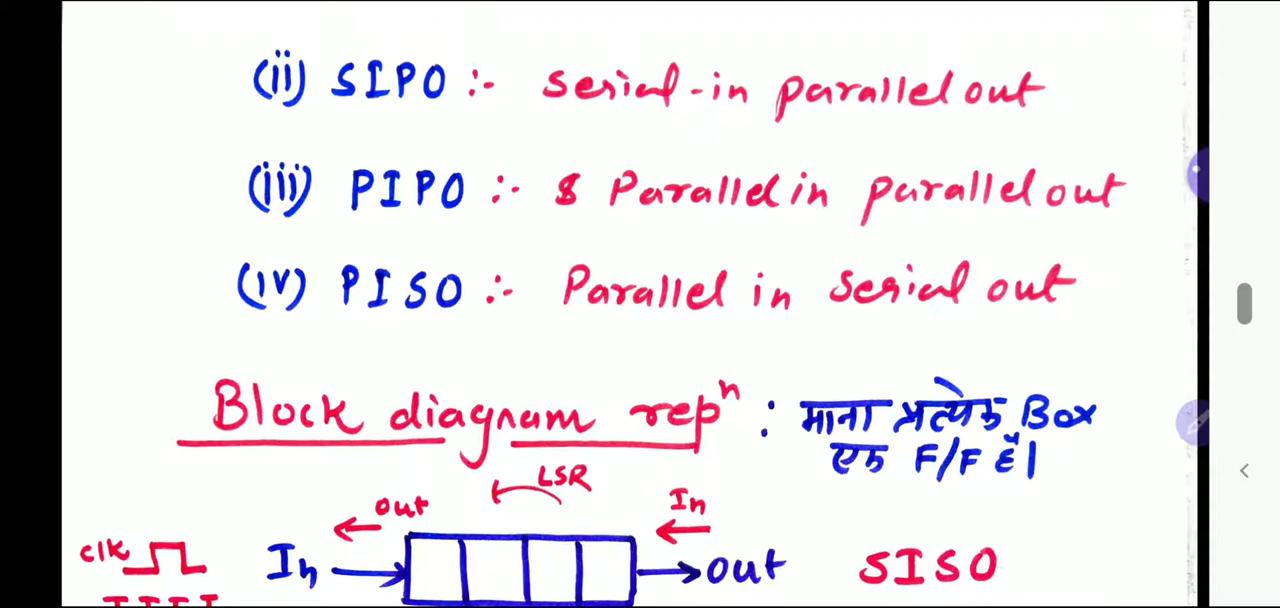 (ii) SIPO :- Serial-in parallel out
(iii) PIPO :- S Parallel in parallel out
(iv) PISO :- Parallel in serial out
Block diagram repⁿ : माना प्रत्येक Box
एक F/F है।
LSR
out In
clk In out SISO